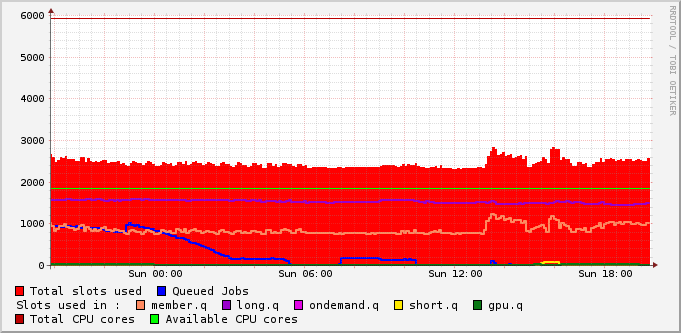 6000
5000
4000
3000
2000
1000
0
Sun 00:00 Sun 06:00 Sun 12:00 Sun 18:00
RRDTOOL / TOBI OETIKER
Total slots used Queued Jobs
Slots used in : member.q long.q ondemand.q short.q gpu.q
Total CPU cores Available CPU cores